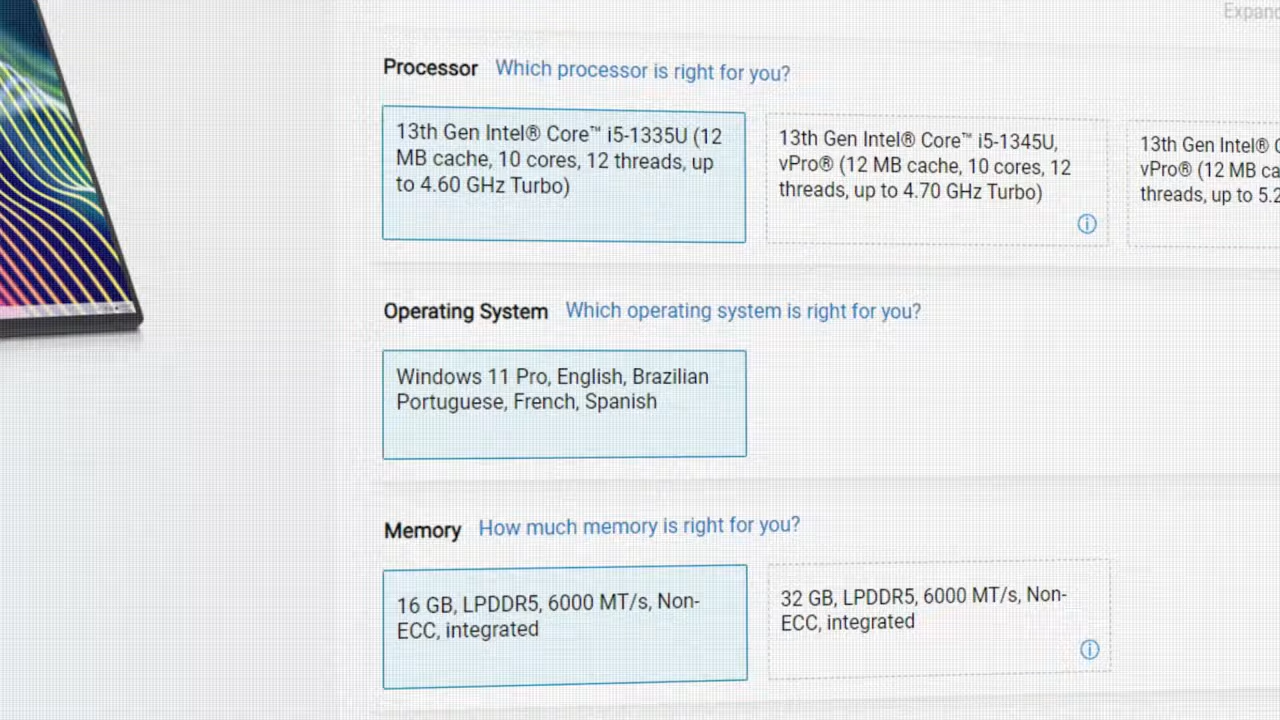 Expand
Processor Which processor is right for you?
13th Gen Intel® Core™ i5-1335U (12
MB cache, 10 cores, 12 threads, up
to 4.60 GHz Turbo)
13th Gen Intel® Core™ i5-1345U,
vPro® (12 MB cache, 10 cores, 12
threads, up to 4.70 GHz Turbo)
13th Gen Intel® C
vPro® (12 MB ca
threads, up to 5.2
Operating System Which operating system is right for you?
Windows 11 Pro, English, Brazilian
Portuguese, French, Spanish
Memory How much memory is right for you?
16 GB, LPDDR5, 6000 MT/s, Non-
ECC, integrated
32 GB, LPDDR5, 6000 MT/s, Non-
ECC, integrated